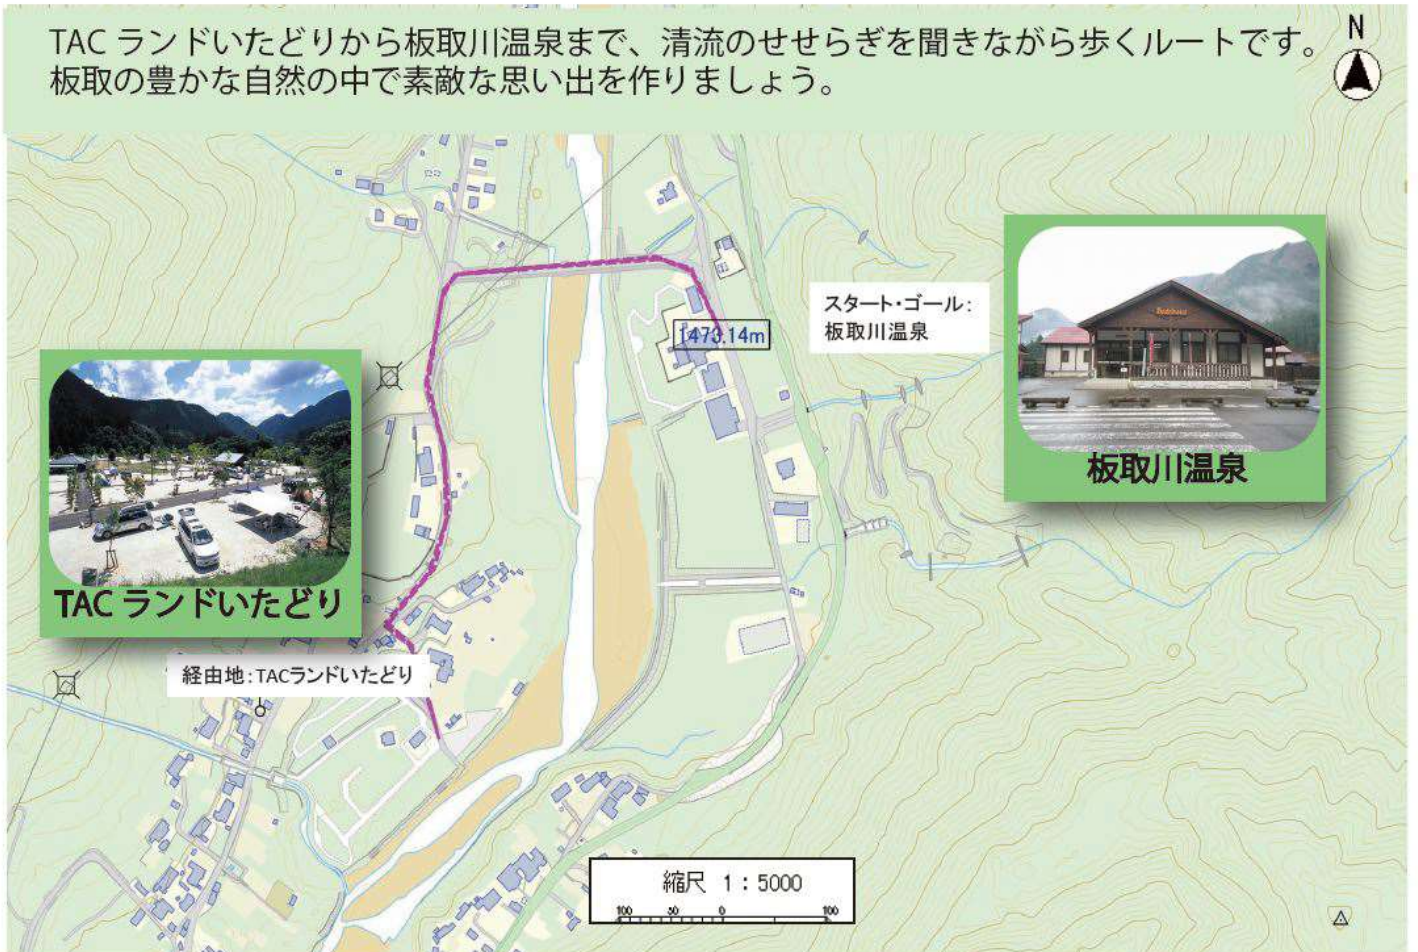 TAC ランドいたどりから板取川温泉まで、清流のせせらぎを聞きながら歩くルートです。
板取の豊かな自然の中で素敵な思い出を作りましょう。
N
スタート・ゴール：
板取川温泉
1473.14m
板取川温泉
TAC ランドいたどり
経由地：TACランドいたどり
縮尺 1：5000
100 50 0 100